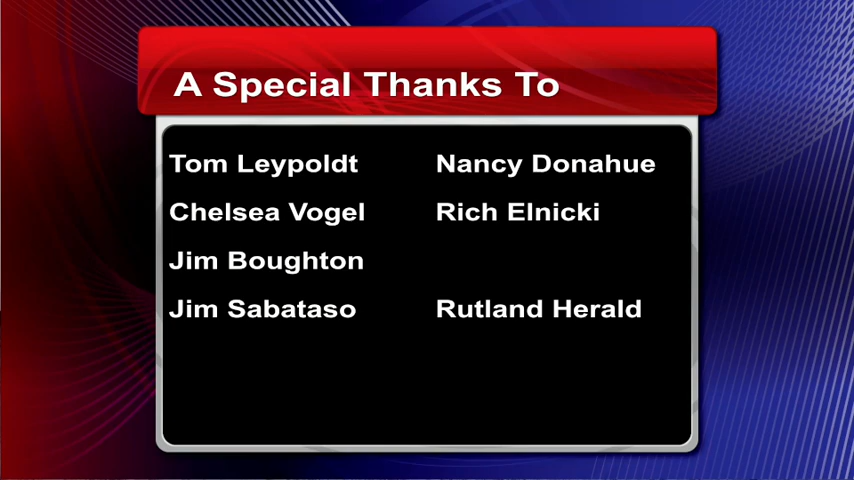 A Special Thanks To
Tom Leypoldt Nancy Donahue
Chelsea Vogel Rich Elnicki
Jim Boughton
Jim Sabataso Rutland Herald